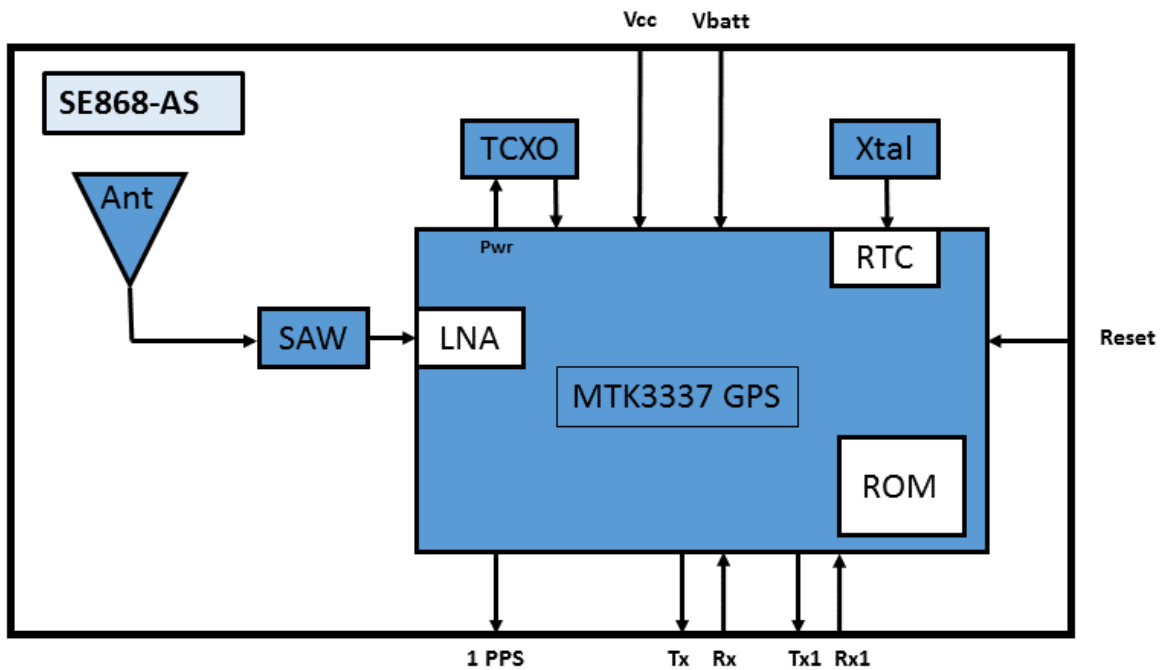 Vcc Vbatt
SE868-AS
TCXO
Xtal
Ant
Pwr
RTC
SAW
LNA
Reset
MTK3337 GPS
ROM
1 PPS Tx Rx Tx1 Rx1